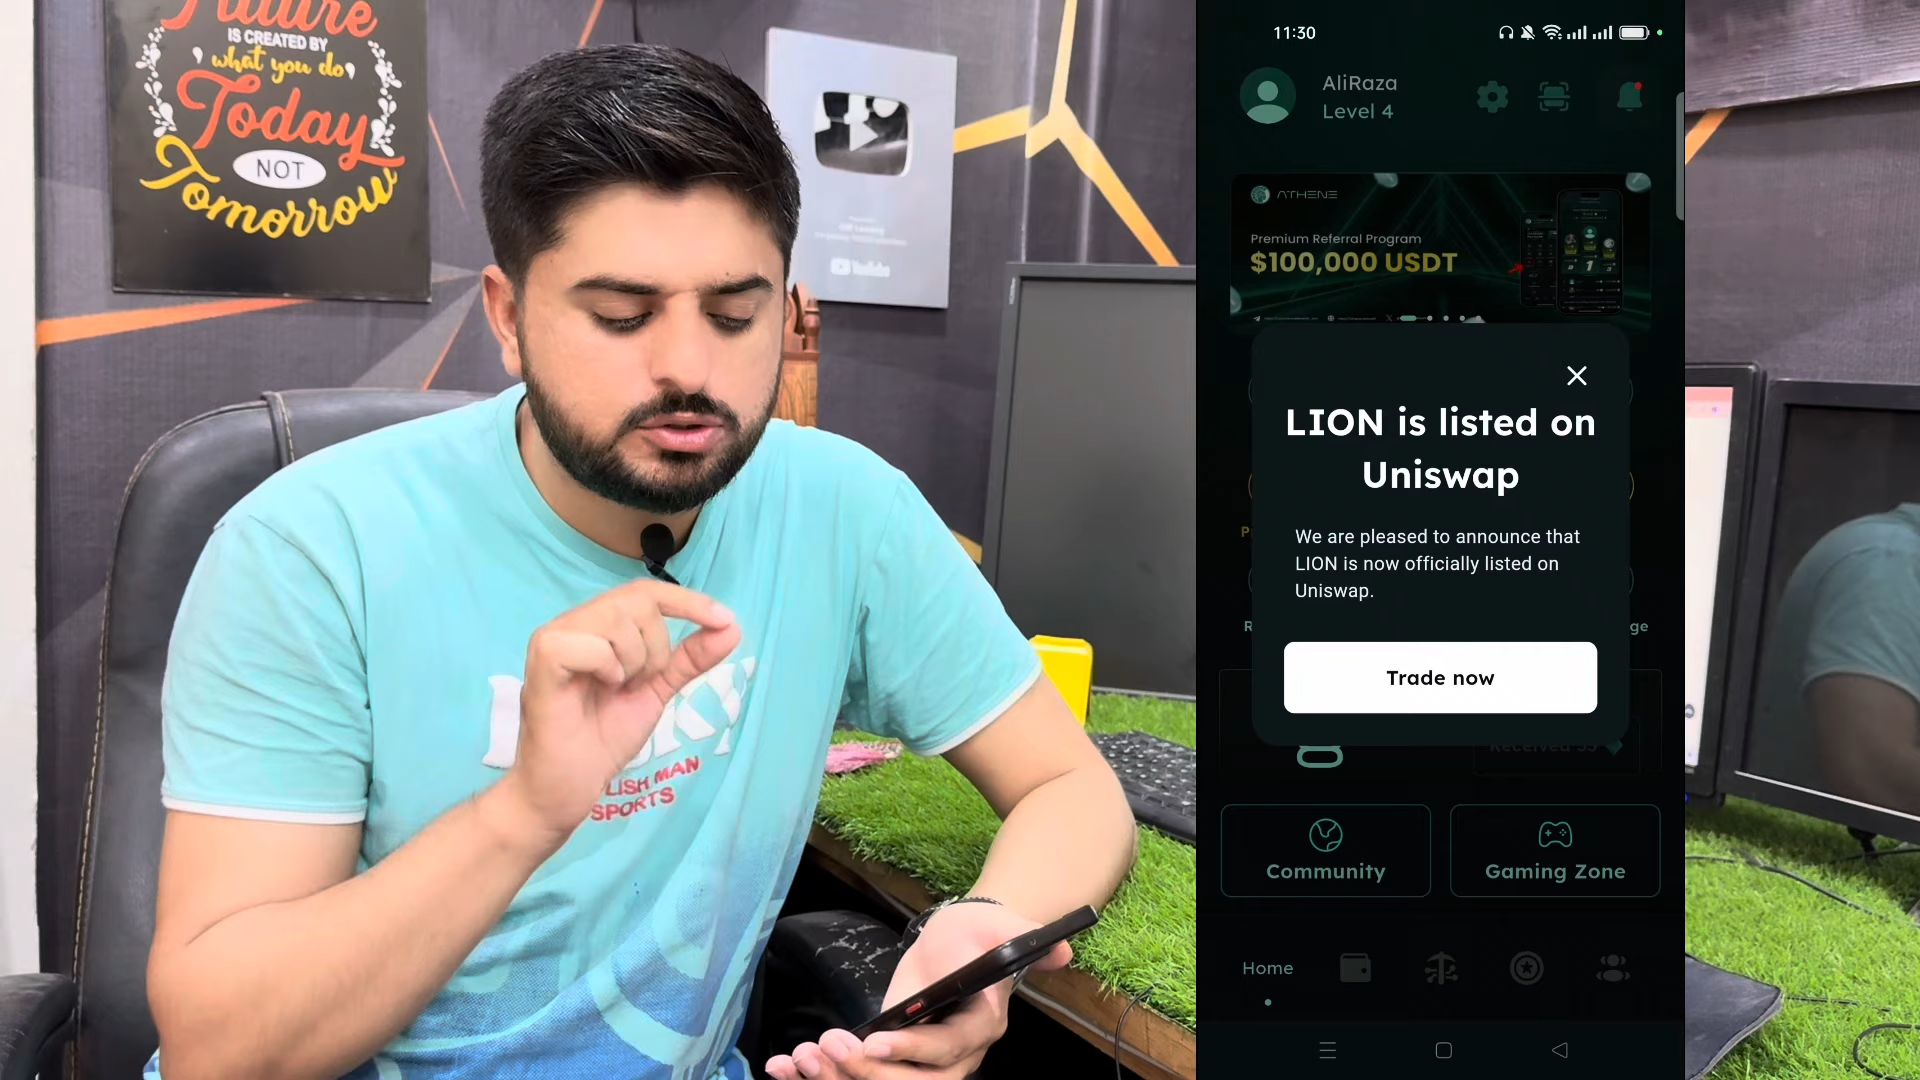 Future
IS CREATED BY
what you do
Today
NOT
Tomorrow
YouTube
LISH MAN
SPORTS
11:30
AliRaza
Level 4
ATHENE
Premium Referral Program
$100,000 USDT
LION is listed on
Uniswap
We are pleased to announce that
LION is now officially listed on
Uniswap.
Trade now
Community
Gaming Zone
Home